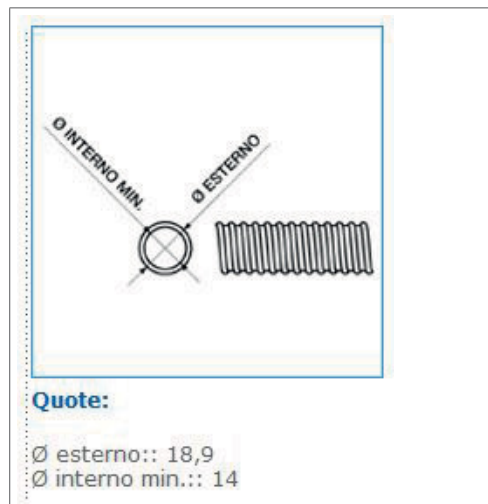 Ø INTERNO MIN.
Ø ESTERNO
Quote:
Ø esterno:: 18,9
Ø interno min.:: 14